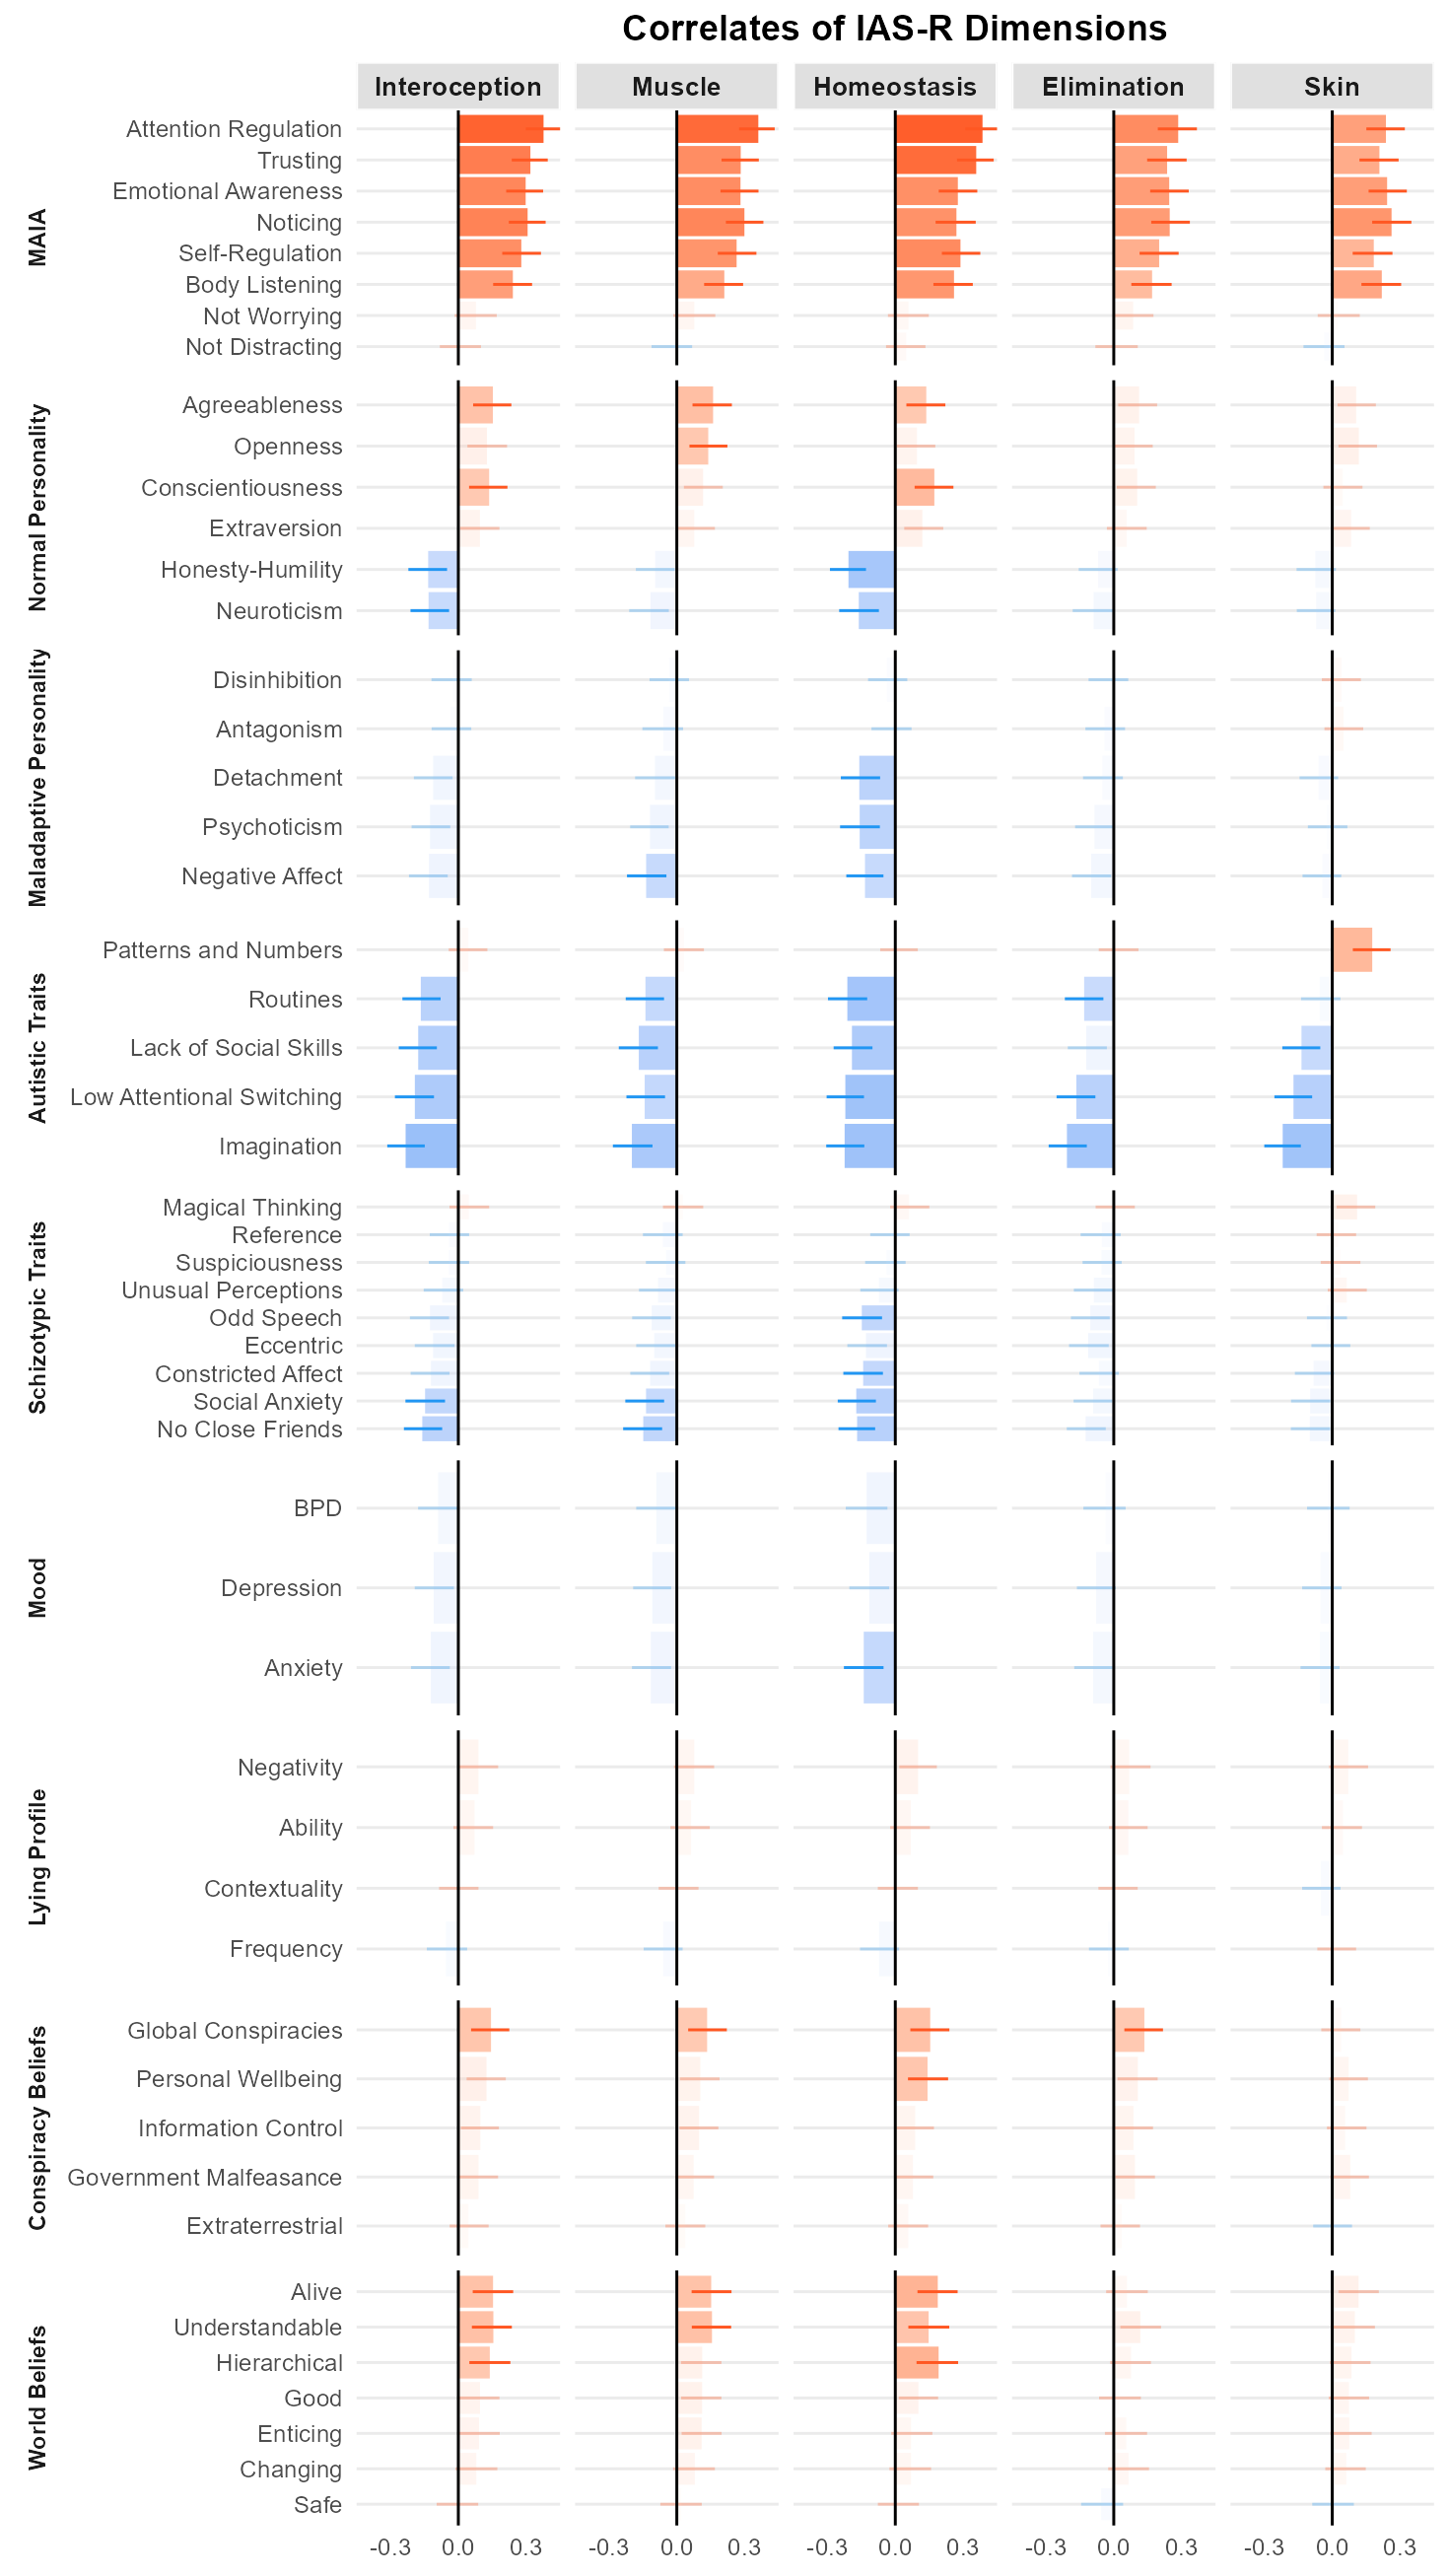 Correlates of IAS-R Dimensions
Interoception Muscle Homeostasis Elimination Skin
MAIA
Attention Regulation
Trusting
Emotional Awareness
Noticing
Self-Regulation
Body Listening
Not Worrying
Not Distracting
Normal Personality
Agreeableness
Openness
Conscientiousness
Extraversion
Honesty-Humility
Neuroticism
Maladaptive Personality
Disinhibition
Antagonism
Detachment
Psychoticism
Negative Affect
Autistic Traits
Patterns and Numbers
Routines
Lack of Social Skills
Low Attentional Switching
Imagination
Schizotypic Traits
Magical Thinking
Reference
Suspiciousness
Unusual Perceptions
Odd Speech
Eccentric
Constricted Affect
Social Anxiety
No Close Friends
Mood
BPD
Depression
Anxiety
Lying Profile
Negativity
Ability
Contextuality
Frequency
Conspiracy Beliefs
Global Conspiracies
Personal Wellbeing
Information Control
Government Malfeasance
Extraterrestrial
World Beliefs
Alive
Understandable
Hierarchical
Good
Enticing
Changing
Safe
-0.3 0.0 0.3 -0.3 0.0 0.3 -0.3 0.0 0.3 -0.3 0.0 0.3 -0.3 0.0 0.3